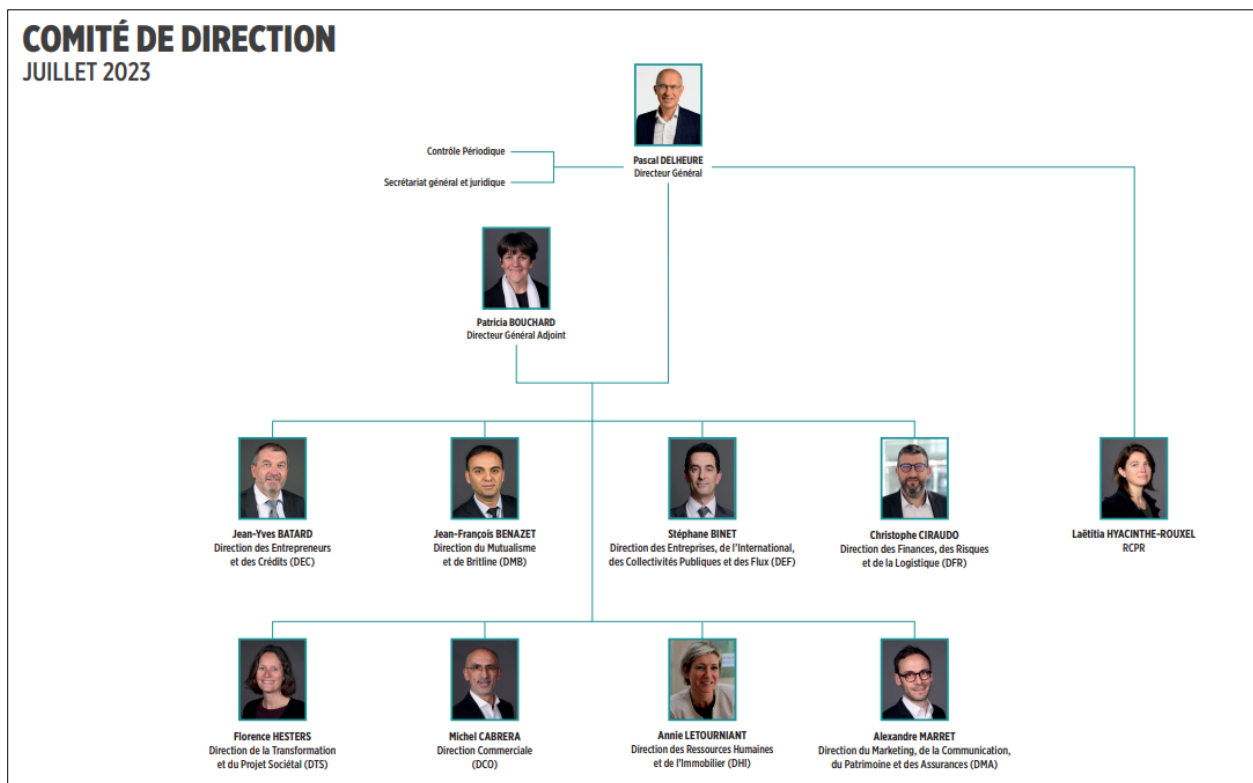 COMITÉ DE DIRECTION
JUILLET 2023
Contrôle Périodique
Secrétariat général et juridique
Pascal DELHEURE
Directeur Général
Patricia BOUCHARD
Directeur Général Adjoint
Jean-Yves BATARD
Direction des Entrepreneurs
et des Crédits (DEC)
Jean-François BENAZET
Direction du Mutualisme
et de Britline (DMB)
Stéphane BINET
Direction des Entreprises, de l'International,
des Collectivités Publiques et des Flux (DEF)
Christophe CIRAUDO
Direction des Finances, des Risques
et de la Logistique (DFR)
Laëtitia HYACINTHE-ROUXEL
RCPR
Florence HESTERS
Direction de la Transformation
et du Projet Sociétal (DTS)
Michel CABRERA
Direction Commerciale
(DCO)
Annie LETOURNIANT
Direction des Ressources Humaines
et de l'Immobilier (DHI)
Alexandre MARRET
Direction du Marketing, de la Communication,
du Patrimoine et des Assurances (DMA)